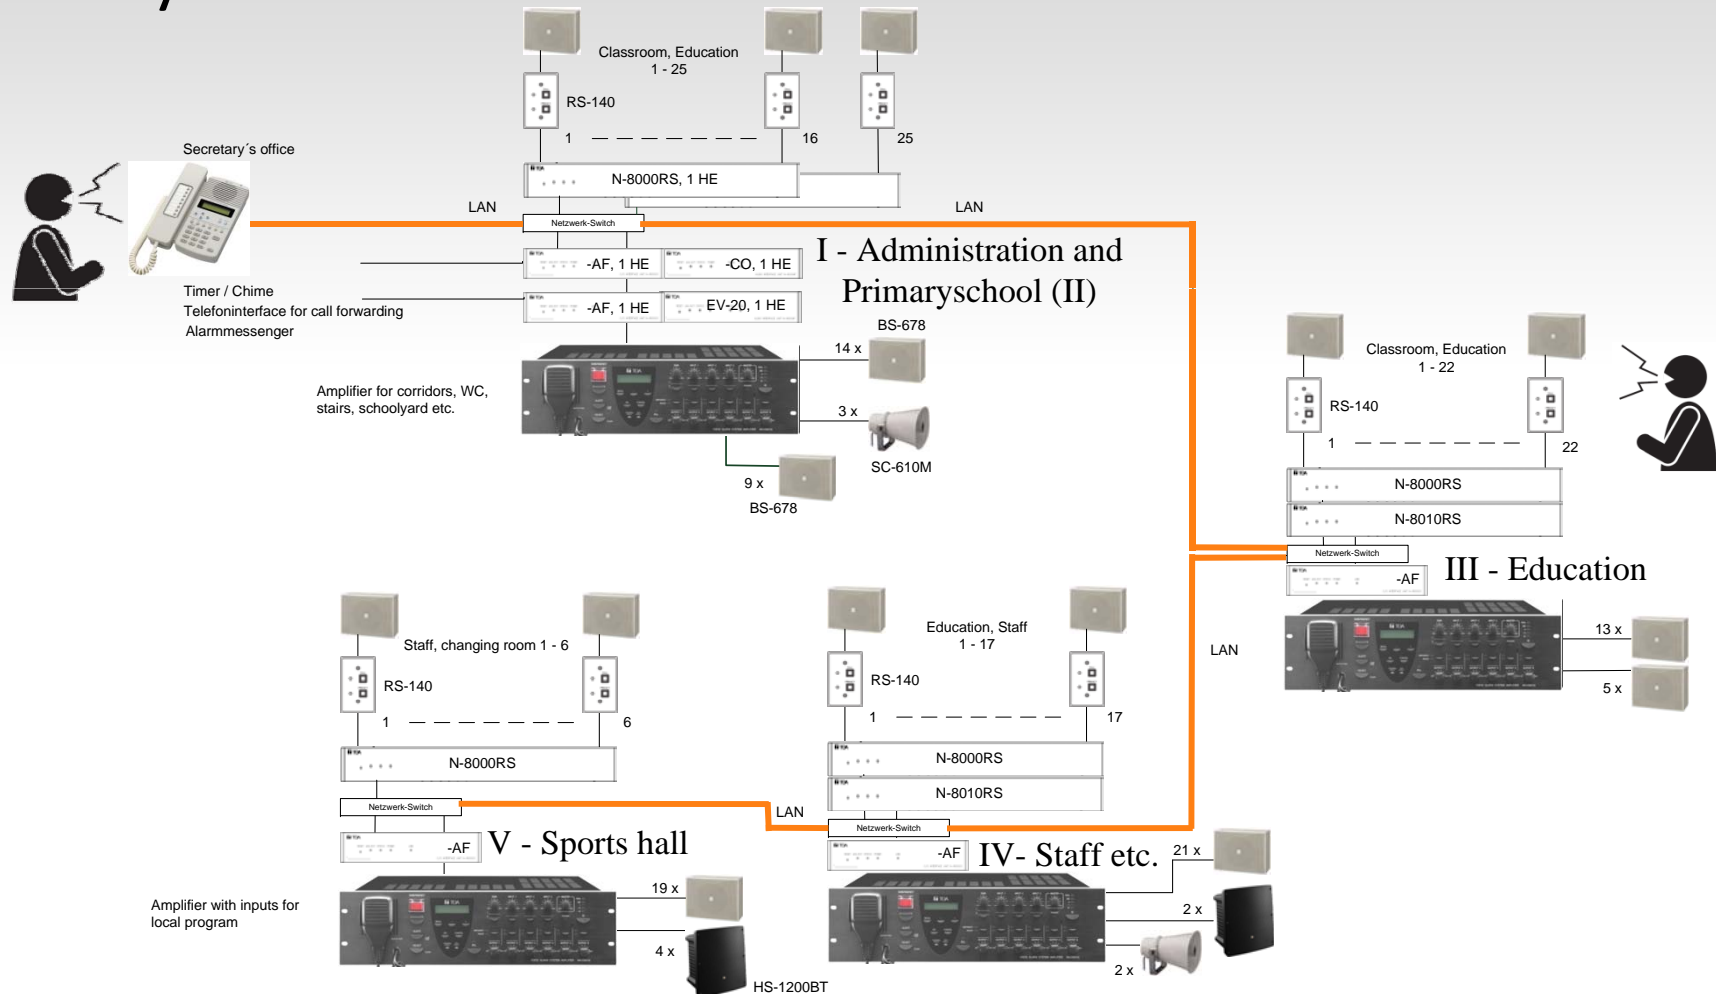 Classroom, Education
1 - 25
RS-140
1
16
25
Secretary´s office
N-8000RS, 1 HE
LAN
LAN
Netzwerk-Switch
-AF, 1 HE
-CO, 1 HE
I - Administration and
Primaryschool (II)
Timer / Chime
Telefoninterface for call forwarding
Alarmmessenger
-AF, 1 HE
EV-20, 1 HE
BS-678
14 x
Amplifier for corridors, WC,
stairs, schoolyard etc.
3 x
SC-610M
9 x
BS-678
Classroom, Education
1 - 22
RS-140
1
22
N-8000RS
N-8010RS
Netzwerk-Switch
-AF
III - Education
13 x
5 x
LAN
Staff, changing room 1 - 6
RS-140
1
6
N-8000RS
Netzwerk-Switch
LAN
-AF
V - Sports hall
Amplifier with inputs for
local program
19 x
4 x
HS-1200BT
Education, Staff
1 - 17
RS-140
1
17
N-8000RS
N-8010RS
Netzwerk-Switch
-AF
IV- Staff etc.
21 x
2 x
2 x